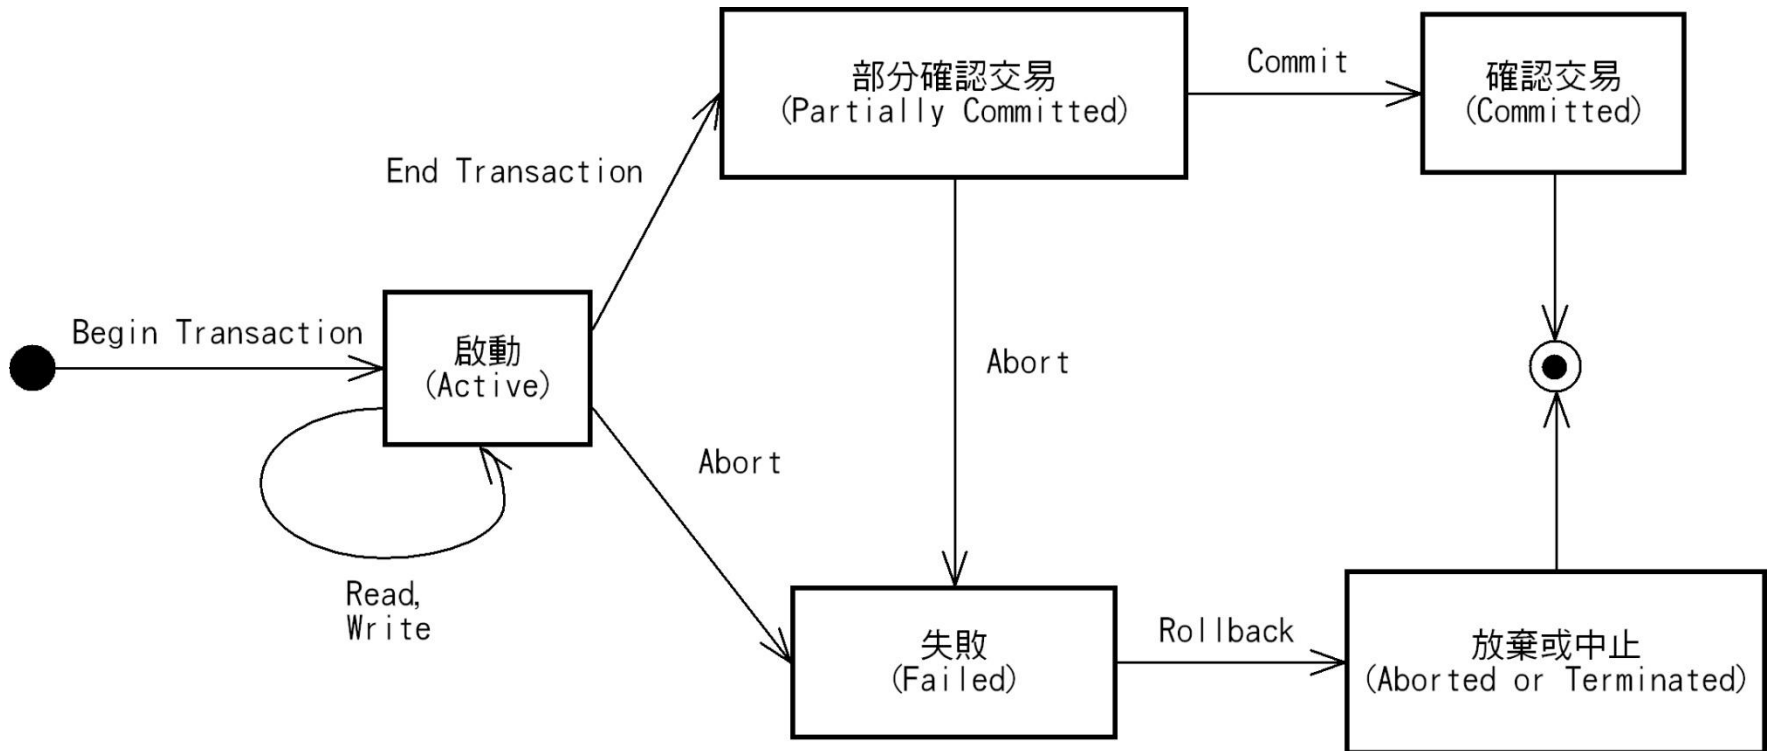 部分確認交易
(Partially Committed)
Commit
確認交易
(Committed)
End Transaction
Begin Transaction
啟動
(Active)
Abort
Abort
Read,
Write
失敗
(Failed)
Rollback
放棄或中止
(Aborted or Terminated)